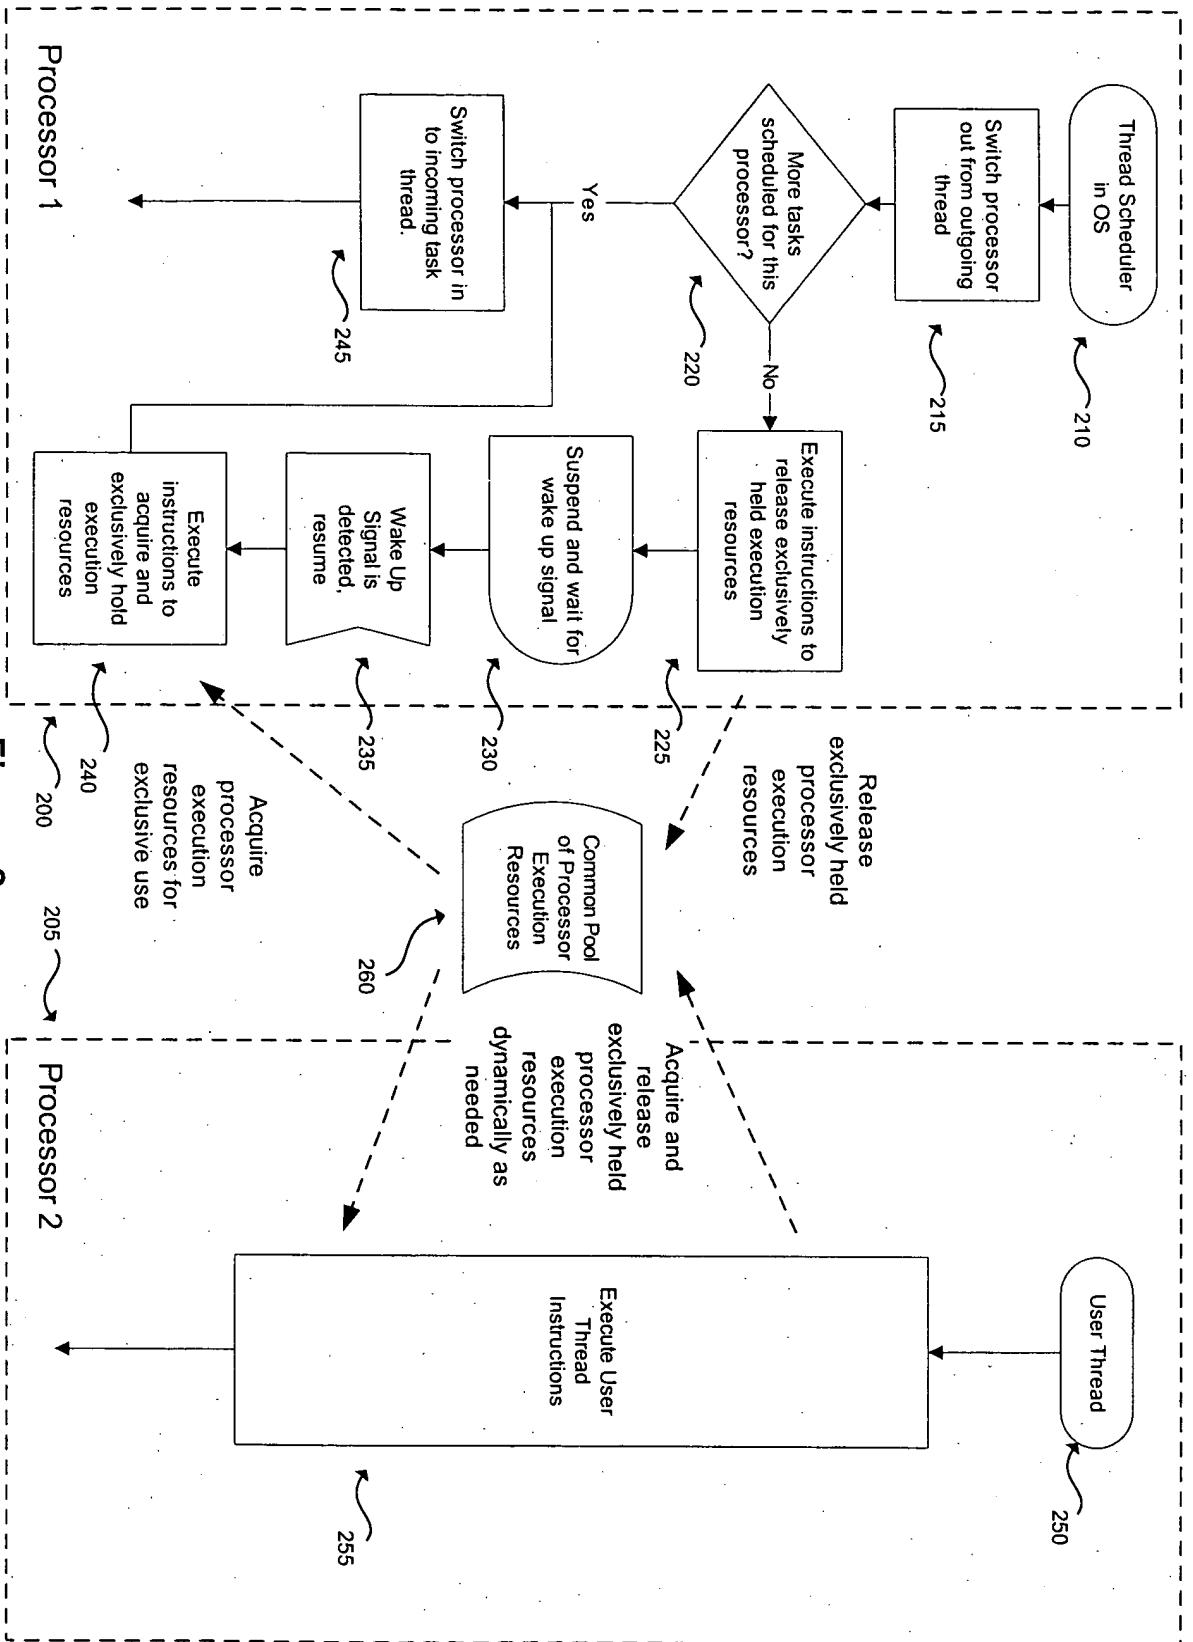 Thread Scheduler
in OS
210
Switch processor
out from outgoing
thread
215
More tasks
scheduled for this
processor?
220
No
Yes
Switch processor in
to incoming task
thread.
245
Execute instructions to
release exclusively
held execution
resources
225
Suspend and wait for
wake up signal
230
Wake Up
Signal is
detected,
resume
235
Execute
instructions to
acquire and
exclusively hold
execution
resources
240
Processor 1
200
Release
exclusively held
processor
execution
resources
Common Pool
of Processor
Execution
Resources
260
Acquire
processor
execution
resources for
exclusive use
Acquire and
release
exclusively held
processor
execution
resources
dynamically as
needed
205
User Thread
250
Execute User
Thread
Instructions
255
Processor 2